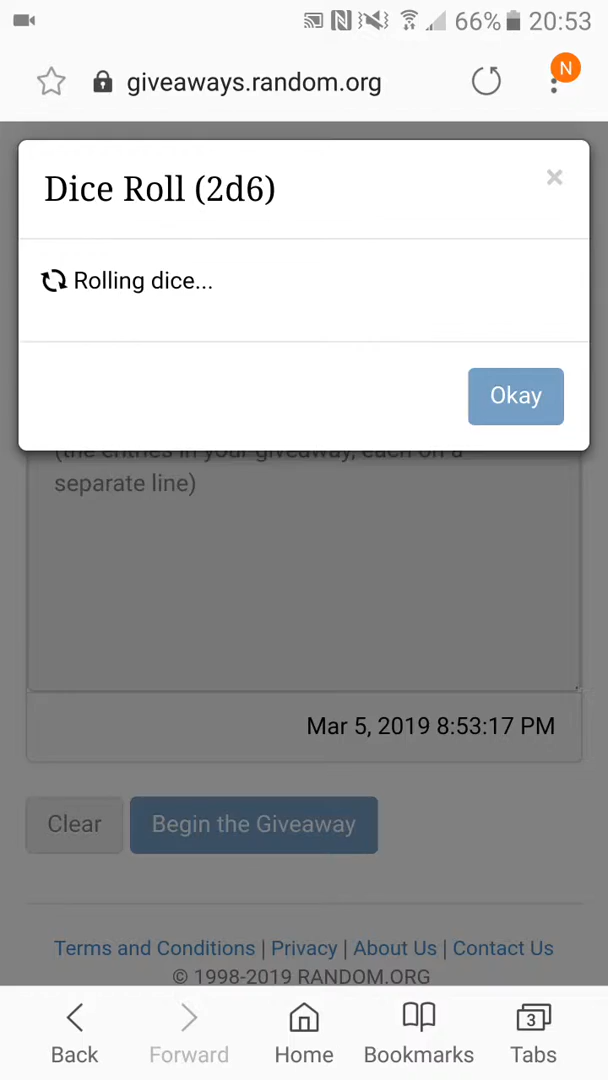 66% 20:53
giveaways.random.org
N
Dice Roll (2d6)
×
Rolling dice...
Okay
(the entries in your giveaway, each on a
separate line)
Mar 5, 2019 8:53:17 PM
Clear
Begin the Giveaway
Terms and Conditions | Privacy | About Us | Contact Us
© 1998-2019 RANDOM.ORG
3
Back Forward Home Bookmarks Tabs